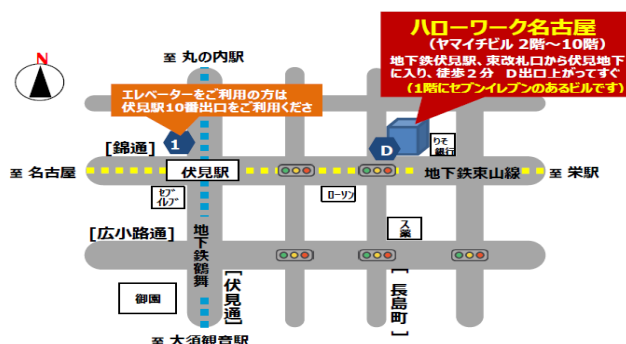 N
至 丸の内駅
ハローワーク名古屋
(ヤマイチビル 2階～10階)
地下鉄伏見駅、東改札口から伏見地下
に入り、徒歩2分 D出口上がってすぐ
(1階にセブンイレブンのあるビルです)
エレベーターをご利用の方は
伏見駅10番出口をご利用くださ
[錦通]
1
D
りそ
銀行
至 名古屋
伏見駅
地下鉄東山線
至 栄駅
セブ
イレブ
ローソン
[広小路通]
ス
薬
地下鉄鶴舞
[伏見通]
[長島町]
御園
至 大須観音駅